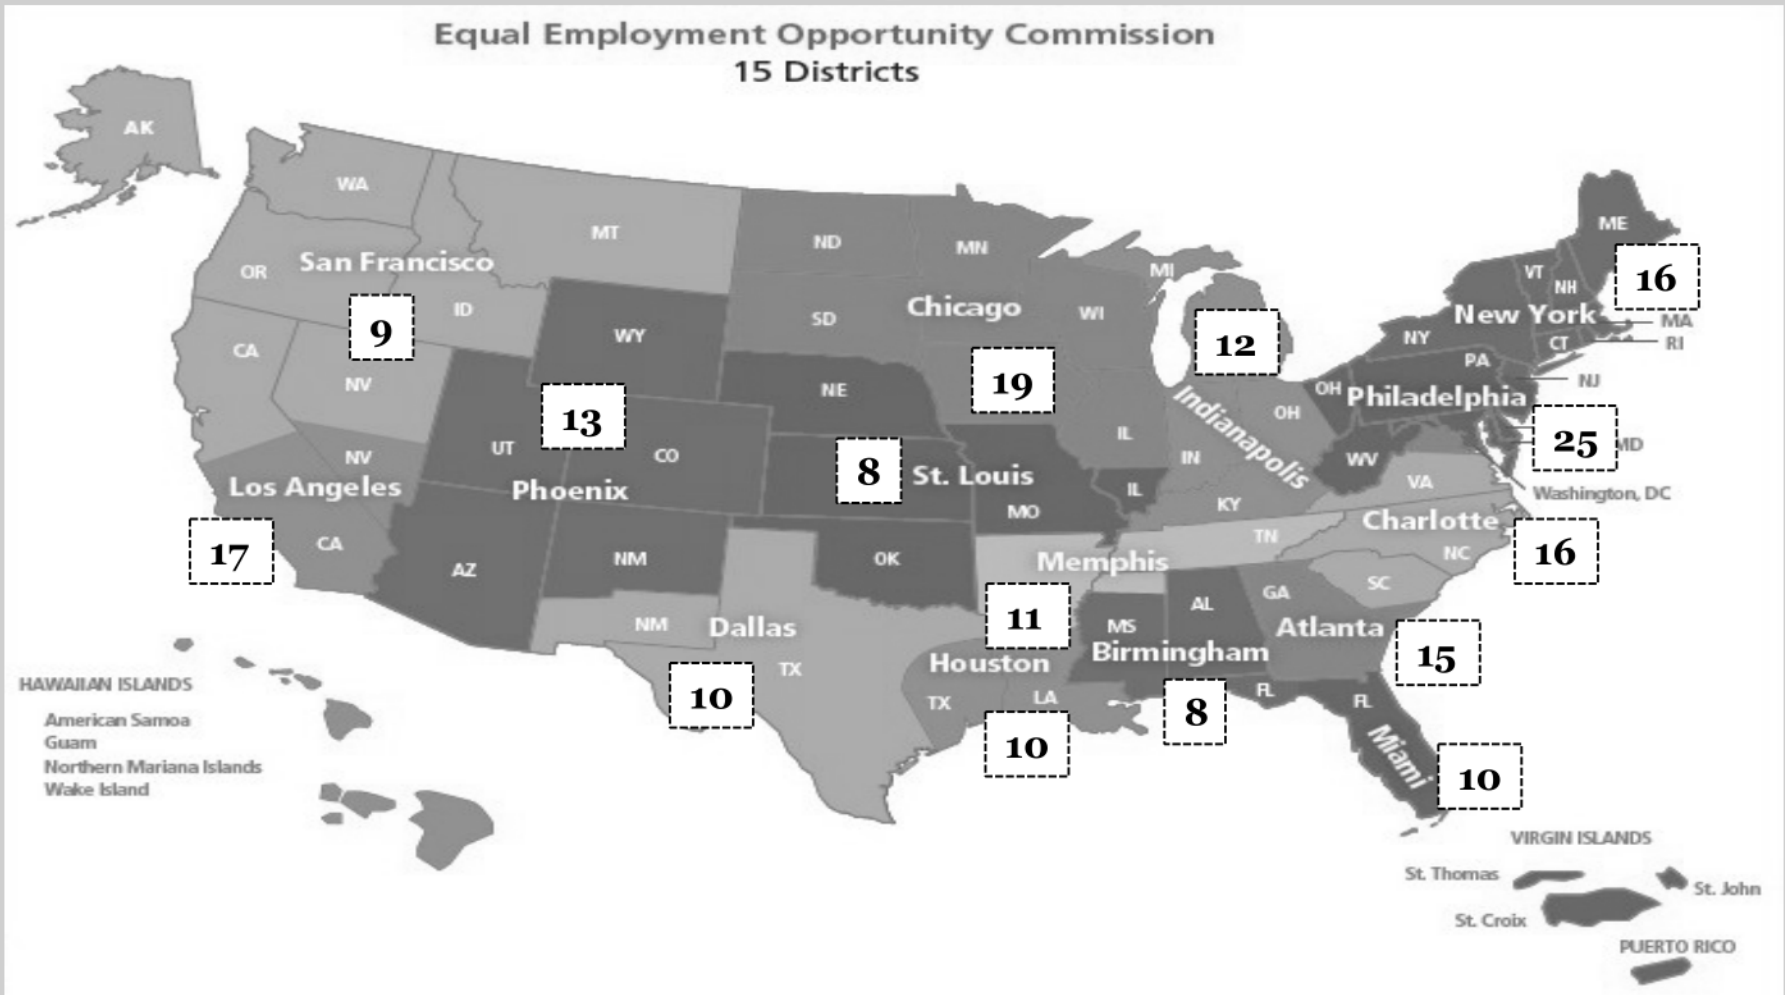 Equal Employment Opportunity Commission
15 Districts
AK
WA
MT
ND
MN
MI
ME
OR
San Francisco
ID
9
WY
SD
Chicago
WI
12
VT
NH
16
New York
MA
NY
CT
RI
CA
NV
NE
19
PA
NJ
OH
Philadelphia
13
Indianapolis
OH
UT
CO
8
St. Louis
IL
IN
WV
25
MD
NV
Los Angeles
Phoenix
IL
VA
Washington, DC
MO
KY
Charlotte
17
CA
AZ
NM
OK
Memphis
TN
NC
16
SC
11
MS
AL
GA
NM
Dallas
Birmingham
Atlanta
15
HAWAIIAN ISLANDS
American Samoa
Guam
Northern Mariana Islands
Wake Island
10
TX
Houston
TX
LA
10
8
FL
FL
Miami
10
VIRGIN ISLANDS
St. Thomas
St. John
St. Croix
PUERTO RICO